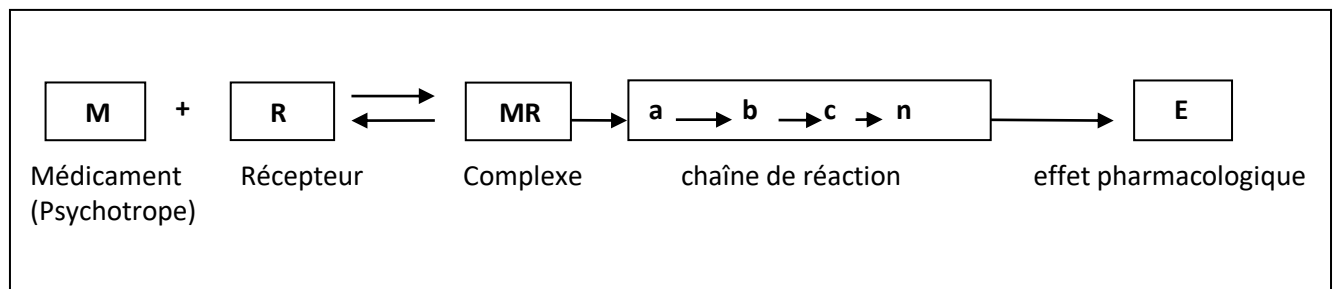 M + R MR a b c n E
Médicament Récepteur Complexe chaîne de réaction effet pharmacologique
(Psychotrope)